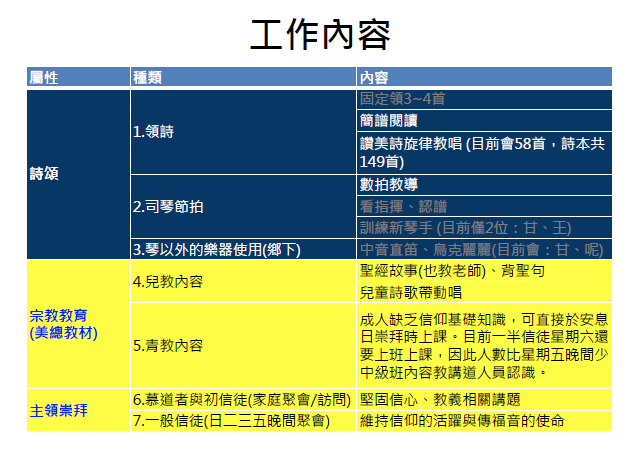 工作內容
屬性 種類 內容
詩頌
1.領詩
固定領3~4首
簡譜閱讀
讚美詩旋律教唱 (目前會58首，詩本共
149首)
2.司琴節拍
數拍教導
看指揮、認譜
訓練新琴手 (目前僅2位：甘、王)
3.琴以外的樂器使用(鄉下)
中音直笛、烏克麗麗(目前會：甘、呢)
宗教教育
(美總教材)
4.兒教內容
聖經故事(也教老師)、背聖句
兒童詩歌帶動唱
5.青教內容
成人缺乏信仰基礎知識，可直接於安息
日崇拜時上課。目前一半信徒星期六還
要上班上課，因此人數比星期五晚間少
中級班內容教講道人員認識。
主領崇拜
6.慕道者與初信徒(家庭聚會/訪問)
堅固信心、教義相關講題
7.一般信徒(日二三五晚間聚會)
維持信仰的活躍與傳福音的使命